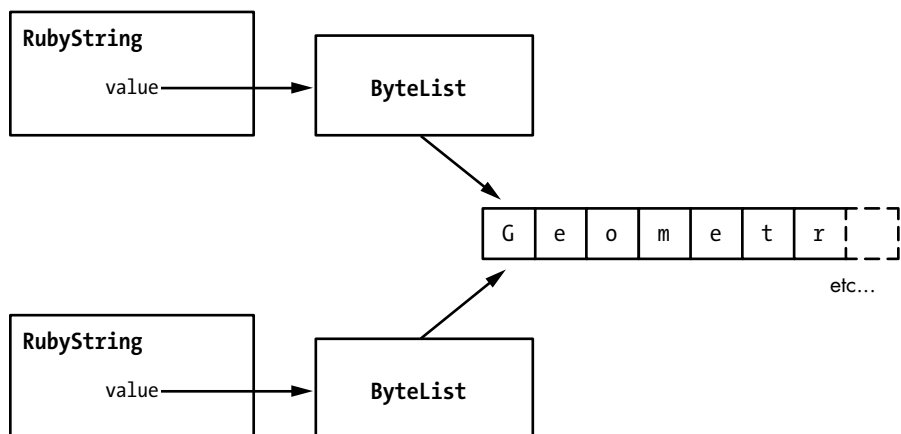 RubyString
value
ByteList
G e o m e t r
etc...
RubyString
value
ByteList